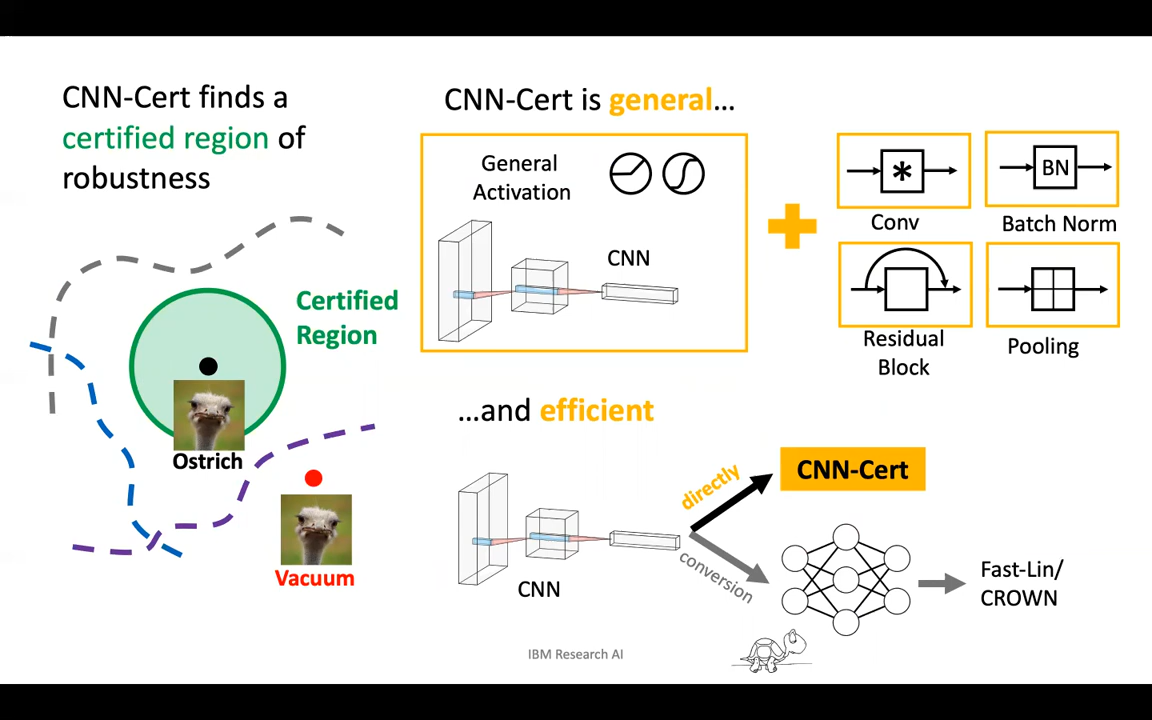 CNN-Cert finds a
certified region of
robustness
Certified
Region
Ostrich
Vacuum
CNN-Cert is general…
General
Activation
CNN
*
Conv
BN
Batch Norm
Residual
Block
Pooling
…and efficient
CNN
directly
conversion
CNN-Cert
Fast-Lin/
CROWN
IBM Research AI